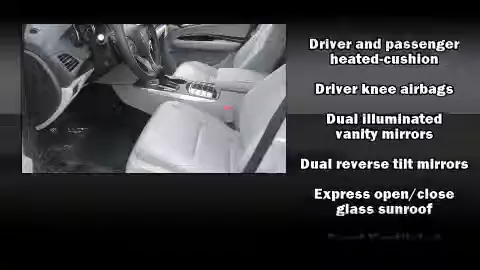 Driver and passenger
heated-cushion
Driver knee airbags
Dual illuminated
vanity mirrors
Dual reverse tilt mirrors
Express open/close
glass sunroof